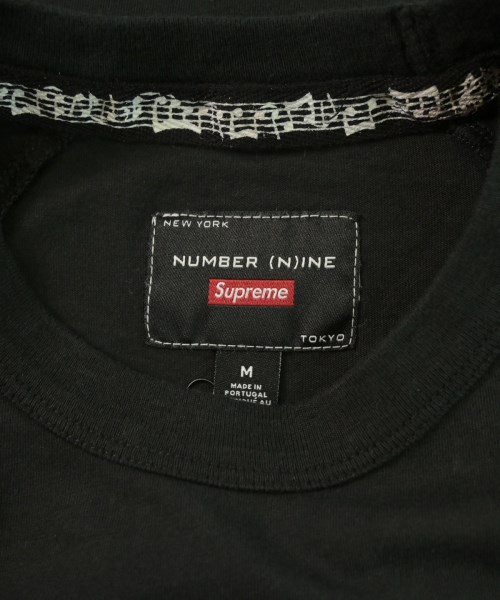 NEW YORK
NUMBER (N)INE
Supreme
TOKYO
M
MADE IN
PORTUGAL